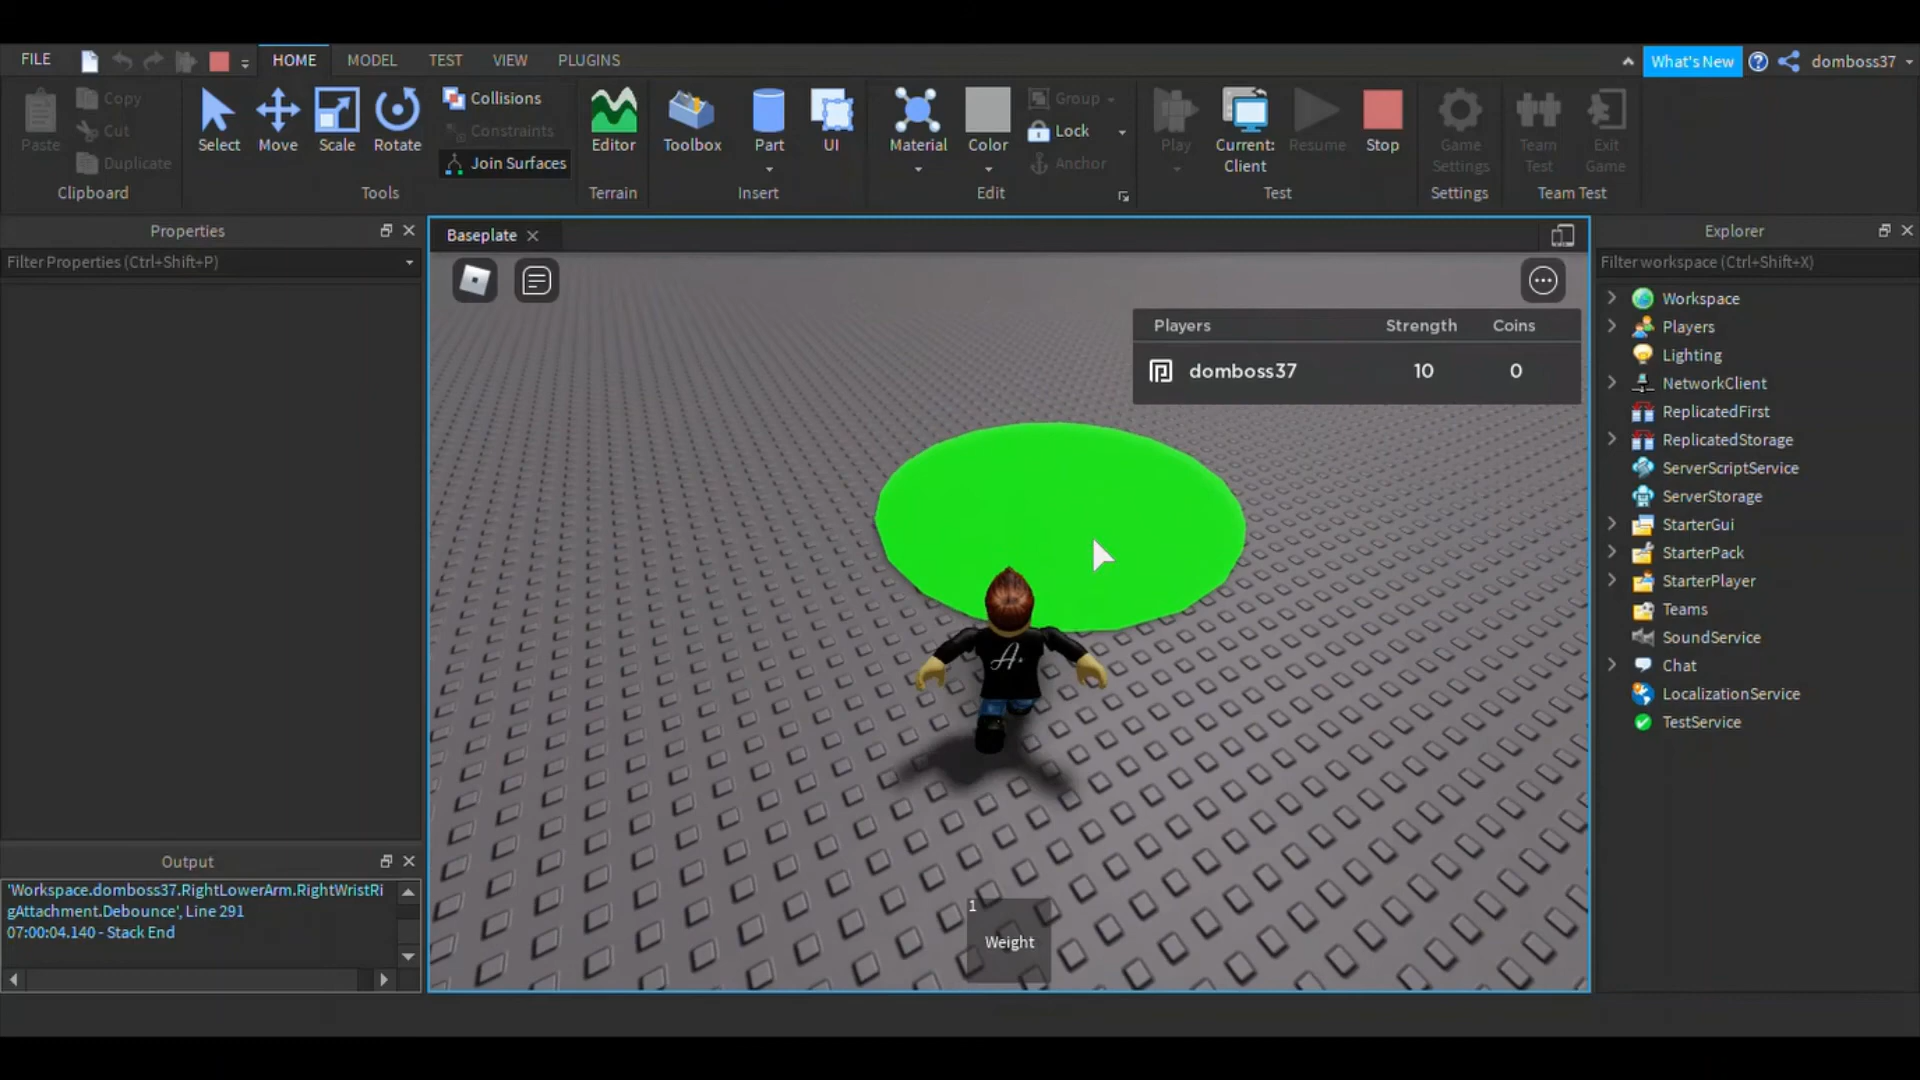 FILE
HOME
MODEL
TEST
VIEW
PLUGINS
What's New
domboss37
Paste
Copy
Cut
Duplicate
Clipboard
Select
Move
Scale
Rotate
Collisions
Constraints
Join Surfaces
Tools
Editor
Terrain
Toolbox
Part
UI
Insert
Material
Color
Group
Lock
Anchor
Edit
Play
Current:
Client
Resume
Stop
Test
Game
Settings
Settings
Team
Test
Exit
Game
Team Test
Properties
Filter Properties (Ctrl+Shift+P)
Output
'Workspace.domboss37.RightLowerArm.RightWristRi
gAttachment.Debounce', Line 291
07:00:04.140 - Stack End
Baseplate
Players Strength Coins
domboss37 10 0
A.
1
Weight
Explorer
Filter workspace (Ctrl+Shift+X)
Workspace
Players
Lighting
NetworkClient
ReplicatedFirst
ReplicatedStorage
ServerScriptService
ServerStorage
StarterGui
StarterPack
StarterPlayer
Teams
SoundService
Chat
LocalizationService
TestService